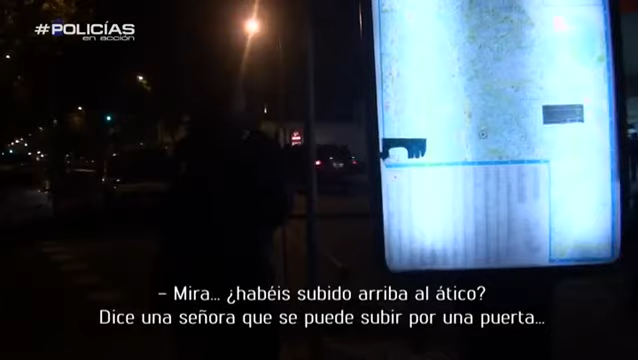 #POLICÍAS
en acción
- Mira... ¿habéis subido arriba al ático?
Dice una señora que se puede subir por una puerta...